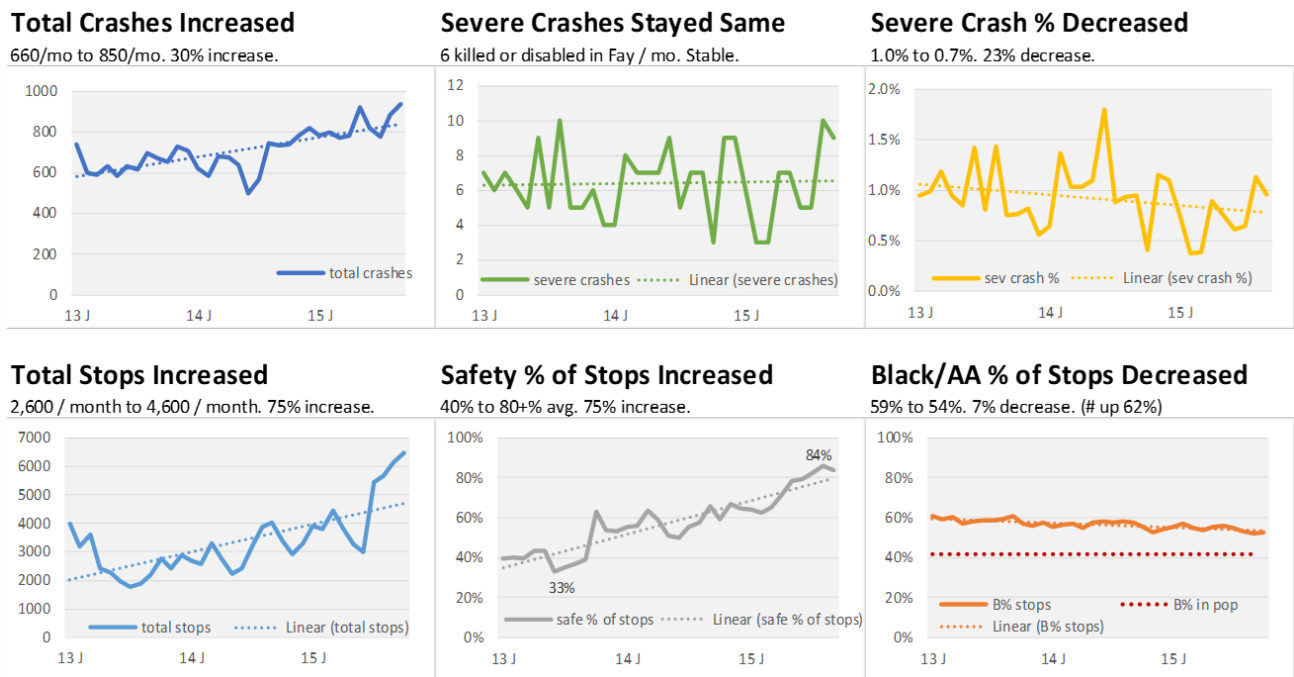 Total Crashes Increased
660/mo to 850/mo. 30% increase.
1000
800
600
400
200
0
total crashes
13 J
14 J
15 J
Severe Crashes Stayed Same
6 killed or disabled in Fay / mo. Stable.
12
10
8
6
4
2
0
severe crashes
Linear (severe crashes)
13 J
14 J
15 J
Severe Crash % Decreased
1.0% to 0.7%. 23% decrease.
2.0%
1.5%
1.0%
0.5%
0.0%
sev crash %
Linear (sev crash %)
13 J
14 J
15 J
Total Stops Increased
2,600 / month to 4,600 / month. 75% increase.
7000
6000
5000
4000
3000
2000
1000
0
total stops
Linear (total stops)
13 J
14 J
15 J
Safety % of Stops Increased
40% to 80+% avg. 75% increase.
100%
80%
60%
40%
20%
0%
84%
33%
safe % of stops
Linear (safe % of stops)
13 J
14 J
15 J
Black/AA % of Stops Decreased
59% to 54%. 7% decrease. (# up 62%)
100%
80%
60%
40%
20%
0%
B% stops
B% in pop
Linear (B% stops)
13 J
14 J
15 J